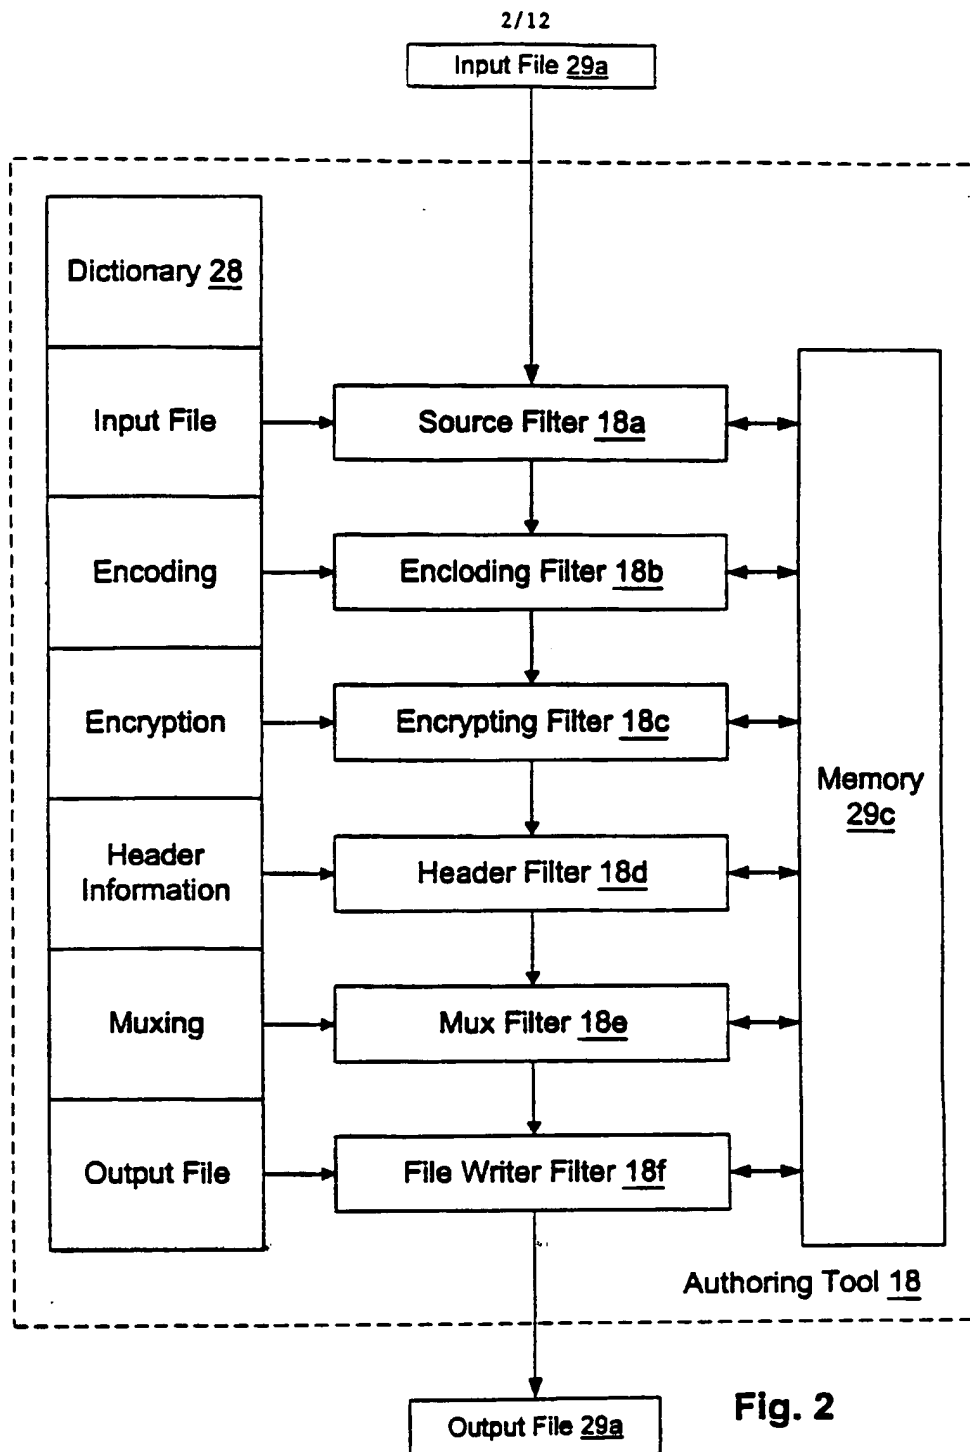 2/12
Input File 29a
Dictionary 28
Input File
Source Filter 18a
Encoding
Encloding Filter 18b
Encryption
Encrypting Filter 18c
Memory
29c
Header
Information
Header Filter 18d
Muxing
Mux Filter 18e
Output File
File Writer Filter 18f
Authoring Tool 18
Output File 29a
Fig. 2